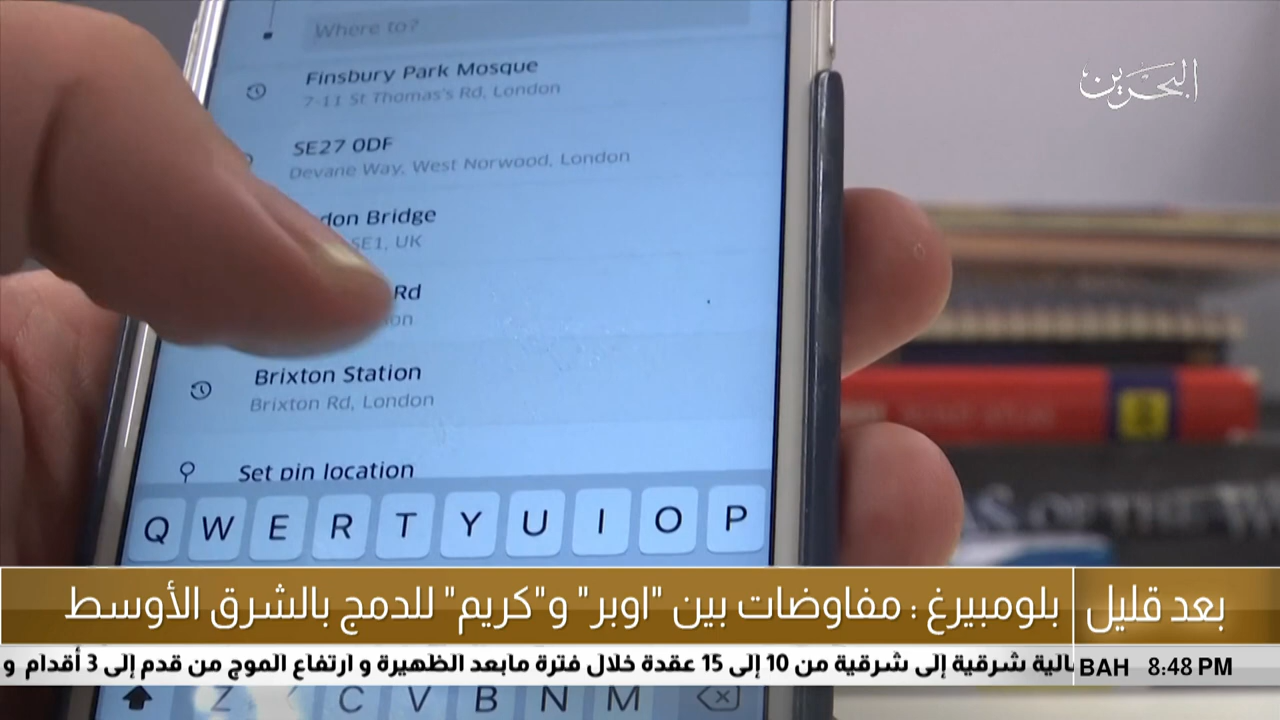 Where to?
البحرين
Finsbury Park Mosque
7-11 St Thomas's Rd, London
SE27 0DF
Devane Way, West Norwood, London
don Bridge
SE1, UK
Rd
on
Brixton Station
Brixton Rd, London
Set pin location
Q W E R T Y U I O P
بعد قليل
بلومبيرغ : مفاوضات بين "اوبر" و"كريم" للدمج بالشرق الأوسط
الية شرقية إلى شرقية من 10 إلى 15 عقدة خلال فترة مابعد الظهيرة و ارتفاع الموج من قدم إلى 3 أقدام و
BAH 8:48 PM
Z C V B N M